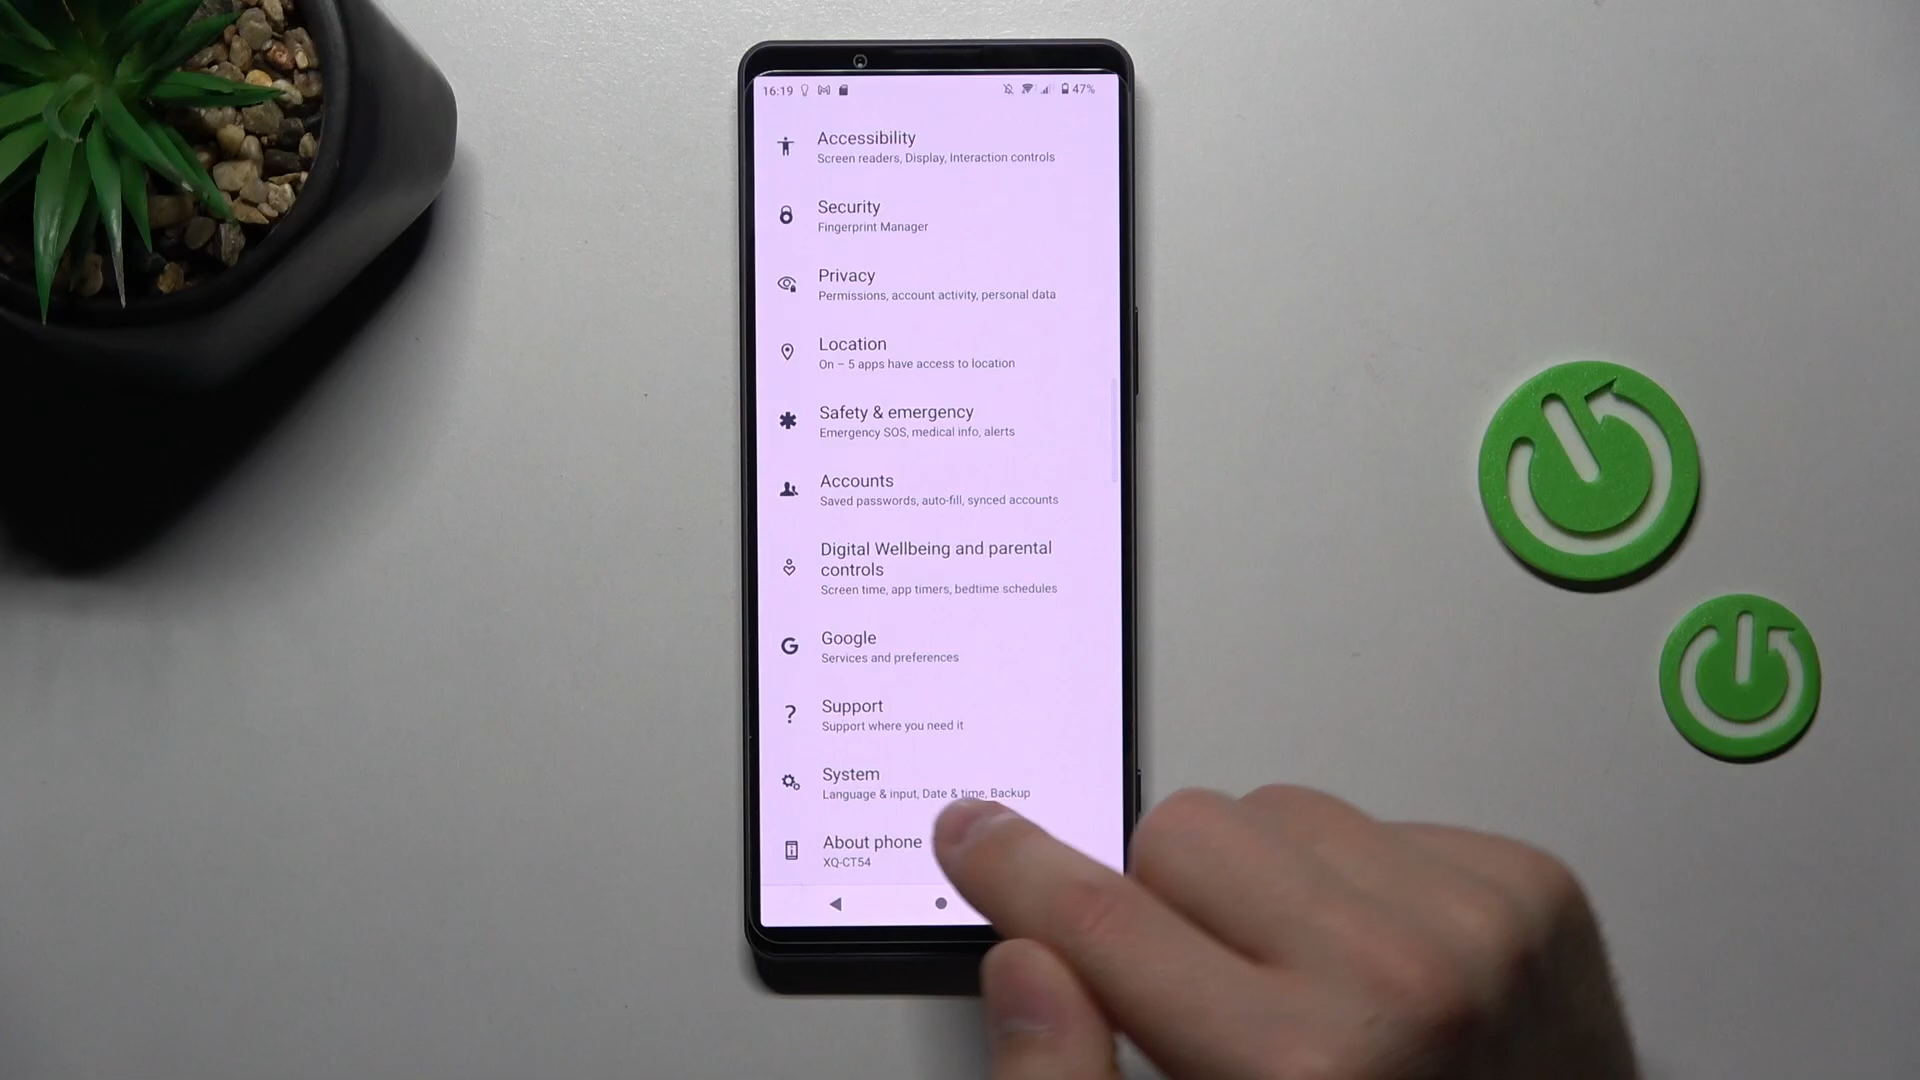 16:19 47%
Accessibility
Screen readers, Display, Interaction controls
Security
Fingerprint Manager
Privacy
Permissions, account activity, personal data
Location
On – 5 apps have access to location
Safety & emergency
Emergency SOS, medical info, alerts
Accounts
Saved passwords, auto-fill, synced accounts
Digital Wellbeing and parental
controls
Screen time, app timers, bedtime schedules
Google
Services and preferences
Support
Support where you need it
System
Language & input, Date & time, Backup
About phone
XQ-CT54